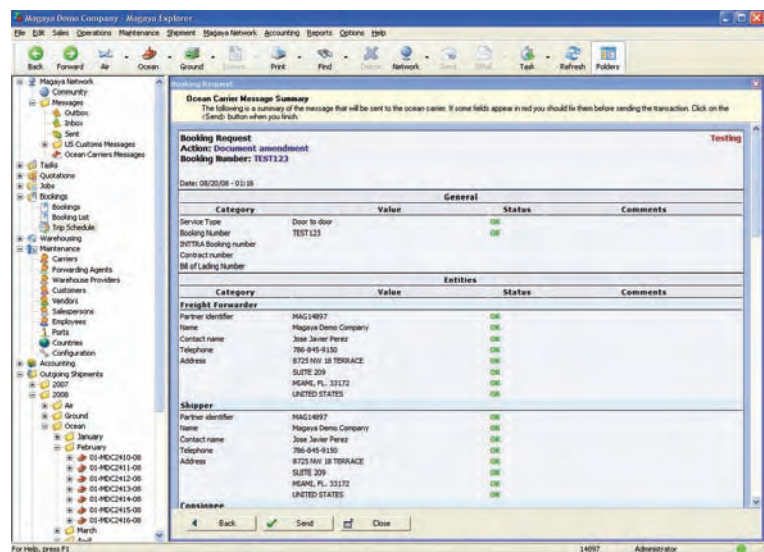 Magaya Demo Company - Magaya Explorer
File Edit Sales Operations Maintenance Shipment Magaya Network Accounting Reports Options Help
Back Forward Air Ocean Ground Print Find Delete Network Send Task Refresh Folders
Magaya Network
Community
Messages
Outbox
Inbox
Sent
US Customs Messages
Ocean Carriers Messages
Tasks
Quotations
Jobs
Bookings
Bookings
Booking List
Trip Schedule
Warehousing
Maintenance
Carriers
Forwarding Agents
Warehouse Providers
Customers
Vendors
Salespersons
Employees
Ports
Countries
Configuration
Accounting
Outgoing Shipments
2007
2008
Air
Ground
Ocean
January
February
01-MDC2410-08
01-MDC2411-08
01-MDC2412-08
01-MDC2413-08
01-MDC2414-08
01-MDC2415-08
01-MDC2416-08
March
April
Booking Request
Ocean Carrier Message Summary
The following is a summary of the message that will be sent to the ocean carrier. If some fields appear in red you should fix them before sending the transaction. Click on the
<Send> button when you finish.
Booking Request Testing
Action: Document amendment
Booking Number: TEST123
Date: 08/20/08 - 01:16
General
Category Value Status Comments
Service Type Door to door OK
Booking Number TEST123 OK
INTTRA Booking number
Contract number
Bill of Lading Number
Entities
Category Value Status Comments
Freight Forwarder
Partner identifier MAG14897 OK
Name Magaya Demo Company OK
Contact name Jose Javier Perez OK
Telephone 786-845-9150 OK
Address 8725 NW 18 TERRACE OK
SUITE 209 OK
MIAMI, FL. 33172 OK
UNITED STATES OK
Shipper
Partner identifier MAG14897 OK
Name Magaya Demo Company OK
Contact name Jose Javier Perez OK
Telephone 786-845-9150 OK
Address 8725 NW 18 TERRACE OK
SUITE 209 OK
MIAMI, FL. 33172 OK
UNITED STATES OK
Consignee
Back Send Close
For Help, press F1 14897 Administrator